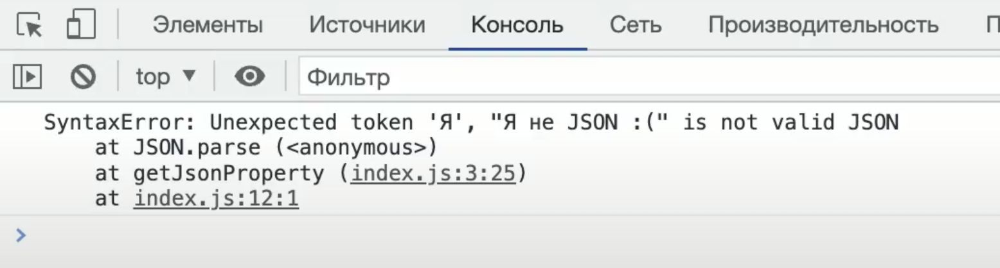 Элементы Источники Консоль Сеть Производительность П
top Фильтр
SyntaxError: Unexpected token 'Я', "Я не JSON :(" is not valid JSON
at JSON.parse (<anonymous>)
at getJsonProperty (index.js:3:25)
at index.js:12:1